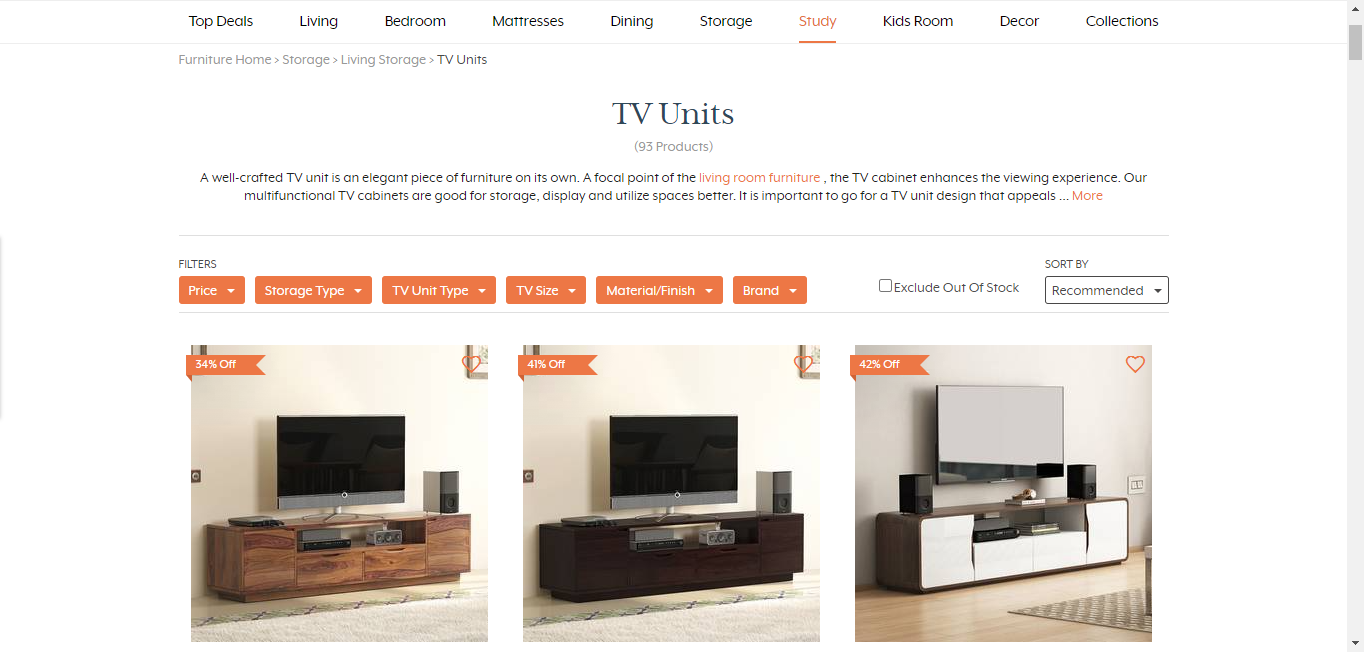 Top Deals Living Bedroom Mattresses Dining Storage Study Kids Room Decor Collections
Furniture Home > Storage > Living Storage > TV Units
TV Units
(93 Products)
A well-crafted TV unit is an elegant piece of furniture on its own. A focal point of the living room furniture , the TV cabinet enhances the viewing experience. Our
multifunctional TV cabinets are good for storage, display and utilize spaces better. It is important to go for a TV unit design that appeals ... More
FILTERS
SORT BY
Price Storage Type TV Unit Type TV Size Material/Finish Brand Exclude Out Of Stock Recommended
34% Off 41% Off 42% Off